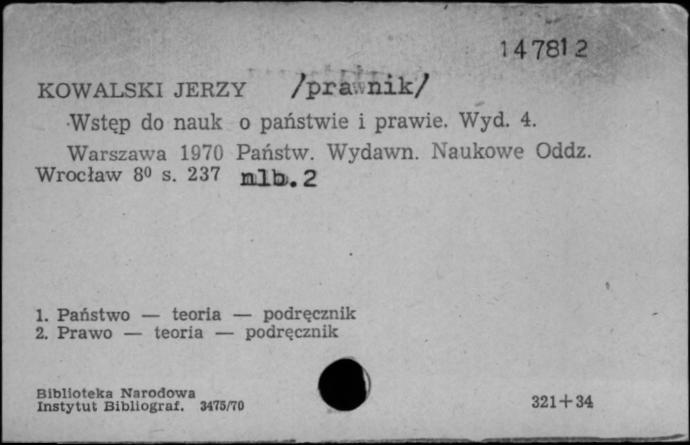 147812
KOWALSKI JERZY /prawnik/
Wstęp do nauk o państwie i prawie. Wyd. 4.
Warszawa 1970 Państw. Wydawn. Naukowe Oddz.
Wrocław 8⁰ s. 237 nlb. 2
1. Państwo — teoria — podręcznik
2. Prawo — teoria — podręcznik
Biblioteka Narodowa
Instytut Bibliograf. 3475/70
321+34